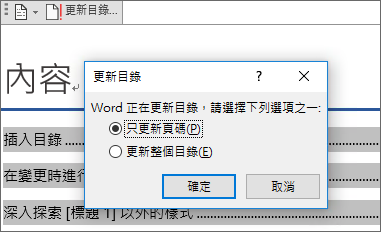 更新目錄...
內容
更新目錄
Word 正在更新目錄，請選擇下列選項之一:
只更新頁碼(P)
更新整個目錄(E)
確定 取消
插入目錄
在變更時進行
深入探索 [標題 1] 以外的樣式